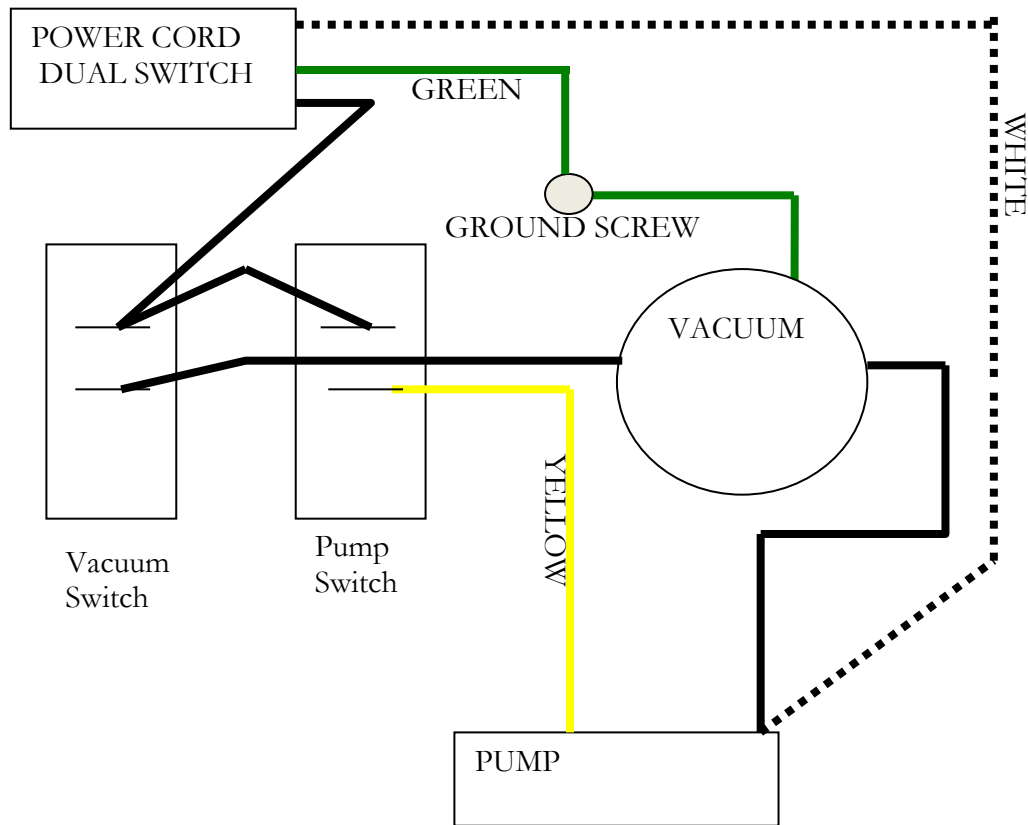 POWER CORD
DUAL SWITCH
GREEN
WHITE
GROUND SCREW
VACUUM
YELLOW
Vacuum
Switch
Pump
Switch
PUMP